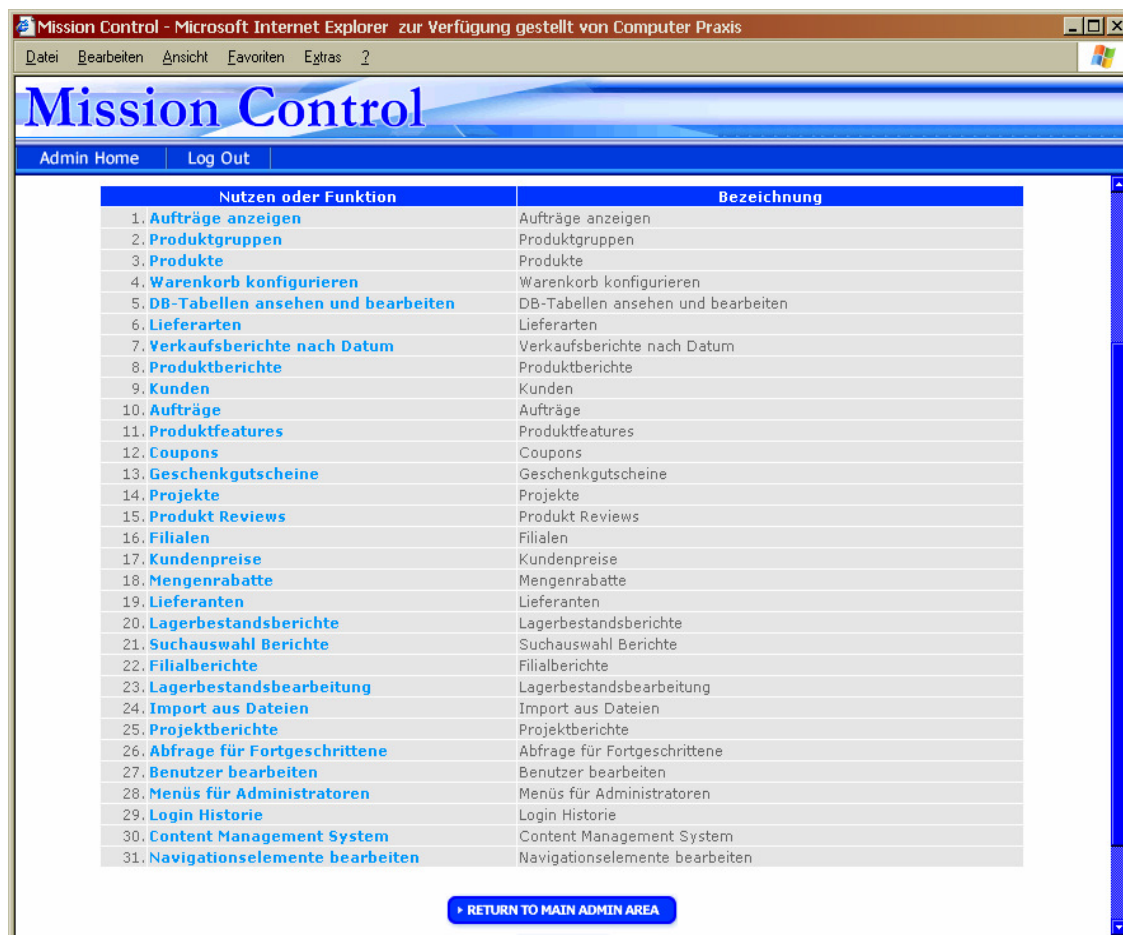 Mission Control - Microsoft Internet Explorer zur Verfügung gestellt von Computer Praxis
Datei Bearbeiten Ansicht Favoriten Extras ?
Mission Control
Admin Home Log Out
Nutzen oder Funktion Bezeichnung
1. Aufträge anzeigen Aufträge anzeigen
2. Produktgruppen Produktgruppen
3. Produkte Produkte
4. Warenkorb konfigurieren Warenkorb konfigurieren
5. DB-Tabellen ansehen und bearbeiten DB-Tabellen ansehen und bearbeiten
6. Lieferarten Lieferarten
7. Verkaufsberichte nach Datum Verkaufsberichte nach Datum
8. Produktberichte Produktberichte
9. Kunden Kunden
10. Aufträge Aufträge
11. Produktfeatures Produktfeatures
12. Coupons Coupons
13. Geschenkgutscheine Geschenkgutscheine
14. Projekte Projekte
15. Produkt Reviews Produkt Reviews
16. Filialen Filialen
17. Kundenpreise Kundenpreise
18. Mengenrabatte Mengenrabatte
19. Lieferanten Lieferanten
20. Lagerbestandsberichte Lagerbestandsberichte
21. Suchauswahl Berichte Suchauswahl Berichte
22. Filialberichte Filialberichte
23. Lagerbestandsbearbeitung Lagerbestandsbearbeitung
24. Import aus Dateien Import aus Dateien
25. Projektberichte Projektberichte
26. Abfrage für Fortgeschrittene Abfrage für Fortgeschrittene
27. Benutzer bearbeiten Benutzer bearbeiten
28. Menüs für Administratoren Menüs für Administratoren
29. Login Historie Login Historie
30. Content Management System Content Management System
31. Navigationselemente bearbeiten Navigationselemente bearbeiten
RETURN TO MAIN ADMIN AREA